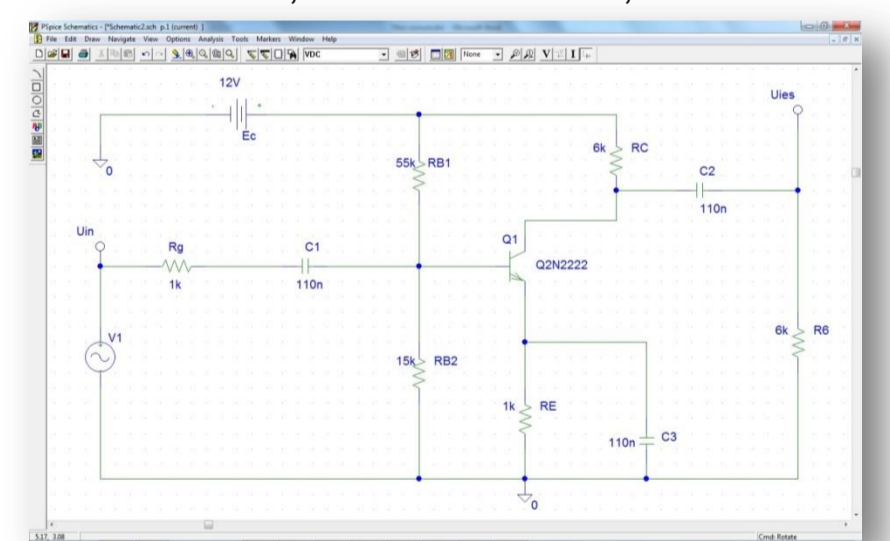 PSpice Schematics - [*Schematic2.sch p.1 (current) ]
File Edit Draw Navigate View Options Analysis Tools Markers Window Help
VDC
None
V
I
12V
Ec
0
Uies
6k RC
55k RB1
C2
110n
Uin
Rg
1k
C1
110n
Q1
Q2N2222
V1
6k R6
15k RB2
1k RE
110n C3
0
5.17, 3.08
Cmd: Rotate